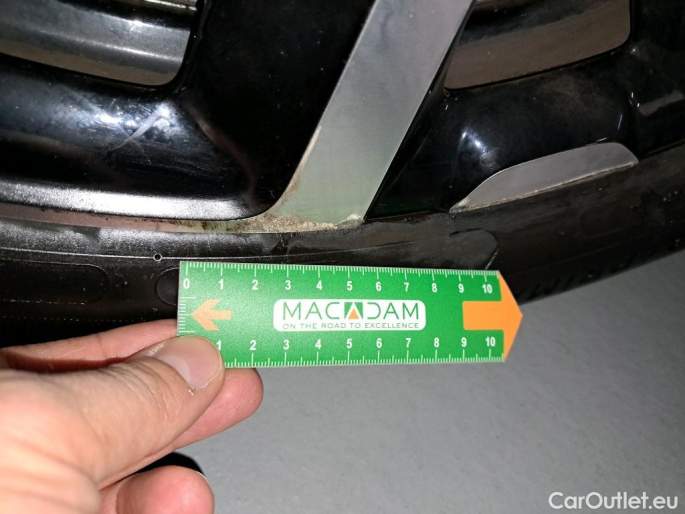 0 1 2 3 4 5 6 7 8 9 10
MACADAM
ON THE ROAD TO EXCELLENCE
1 2 3 4 5 6 7 8 9 10
CarOutlet.eu